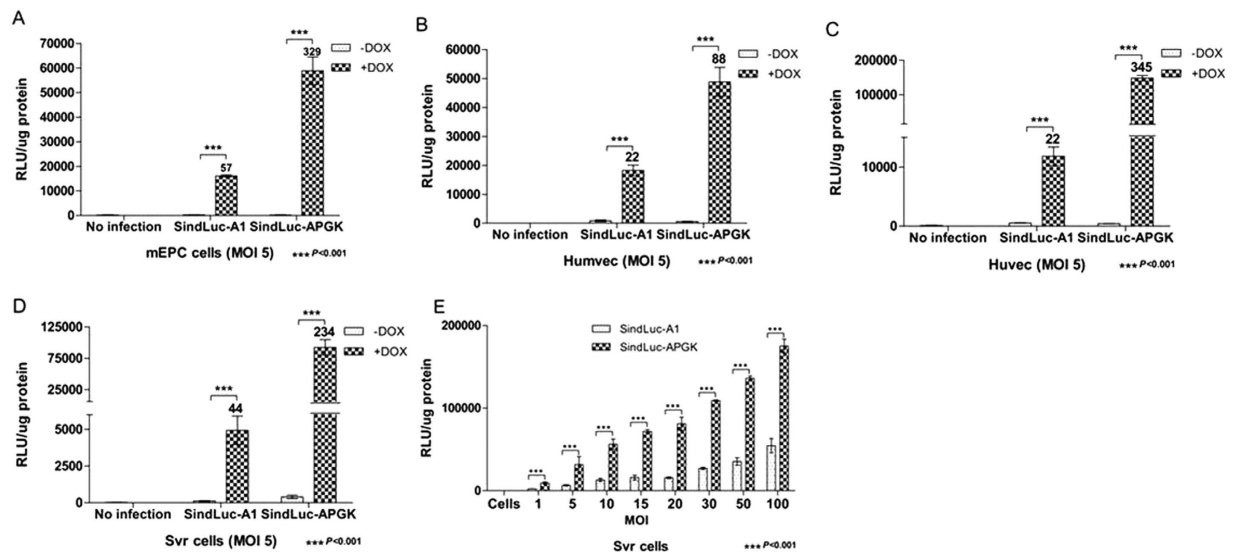 A
RLU/ug protein
70000
60000
50000
40000
30000
20000
10000
0
***
57
***
329
-DOX
+DOX
No infection SindLuc-A1 SindLuc-APGK
mEPC cells (MOI 5)
*** P<0.001
B
RLU/ug protein
60000
50000
40000
30000
20000
10000
0
***
22
***
88
-DOX
+DOX
No infection SindLuc-A1 SindLuc-APGK
Humvec (MOI 5)
*** P<0.001
C
RLU/ug protein
200000
100000
10000
0
***
22
***
345
-DOX
+DOX
No infection SindLuc-A1 SindLuc-APGK
Huvec (MOI 5)
*** P<0.001
D
RLU/ug protein
125000
75000
25000
5000
2500
0
***
44
***
234
-DOX
+DOX
No infection SindLuc-A1 SindLuc-APGK
Svr cells (MOI 5)
*** P<0.001
E
RLU/ug protein
200000
100000
0
SindLuc-A1
SindLuc-APGK
***
***
***
***
***
***
***
***
Cells 1 5 10 15 20 30 50 100
MOI
Svr cells
*** P<0.001